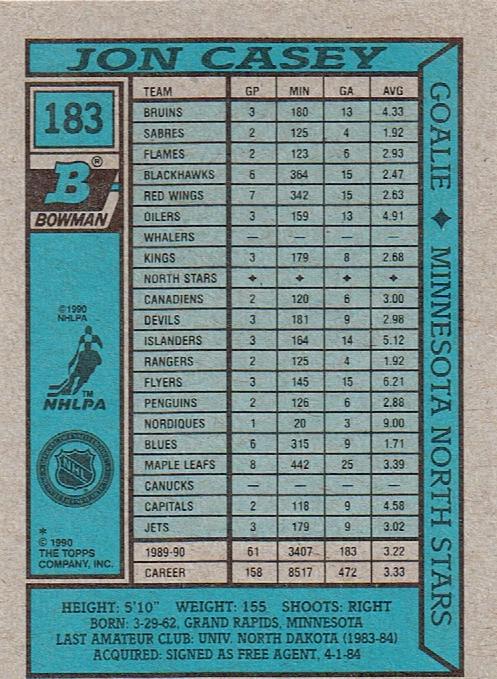 JON CASEY
183
B®
BOWMAN
©1990
NHLPA
TM
NHLPA
NHL
*
© 1990
THE TOPPS
COMPANY, INC.
TEAM GP MIN GA AVG
BRUINS 3 180 13 4.33
SABRES 2 125 4 1.92
FLAMES 2 123 6 2.93
BLACKHAWKS 6 364 15 2.47
RED WINGS 7 342 15 2.63
OILERS 3 159 13 4.91
WHALERS — — — —
KINGS 3 179 8 2.68
NORTH STARS ✦ ✦ ✦ ✦
CANADIENS 2 120 6 3.00
DEVILS 3 181 9 2.98
ISLANDERS 3 164 14 5.12
RANGERS 2 125 4 1.92
FLYERS 3 145 15 6.21
PENGUINS 2 126 6 2.88
NORDIQUES 1 20 3 9.00
BLUES 6 315 9 1.71
MAPLE LEAFS 8 442 25 3.39
CANUCKS — — — —
CAPITALS 2 118 9 4.58
JETS 3 179 9 3.02
1989-90 61 3407 183 3.22
CAREER 158 8517 472 3.33
GOALIE ✦ MINNESOTA NORTH STARS
HEIGHT: 5'10" WEIGHT: 155 SHOOTS: RIGHT
BORN: 3-29-62, GRAND RAPIDS, MINNESOTA
LAST AMATEUR CLUB: UNIV. NORTH DAKOTA (1983-84)
ACQUIRED: SIGNED AS FREE AGENT, 4-1-84